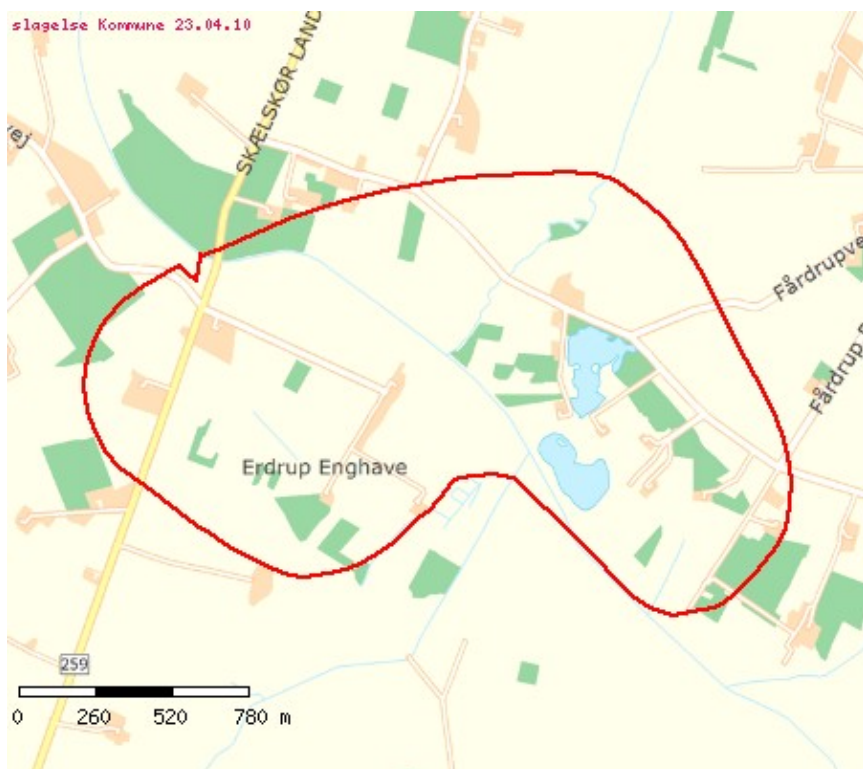 slagelse Kommune 23.04.10
SKÆLSKØR LAND
Fårdrupve
Fårdrup
Erdrup Enghave
259
0 260 520 780 m